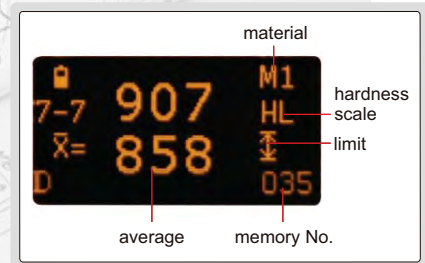 material
M1
907
7-7
HL
hardness
scale
limit
x̄=
858
D
035
average
memory No.